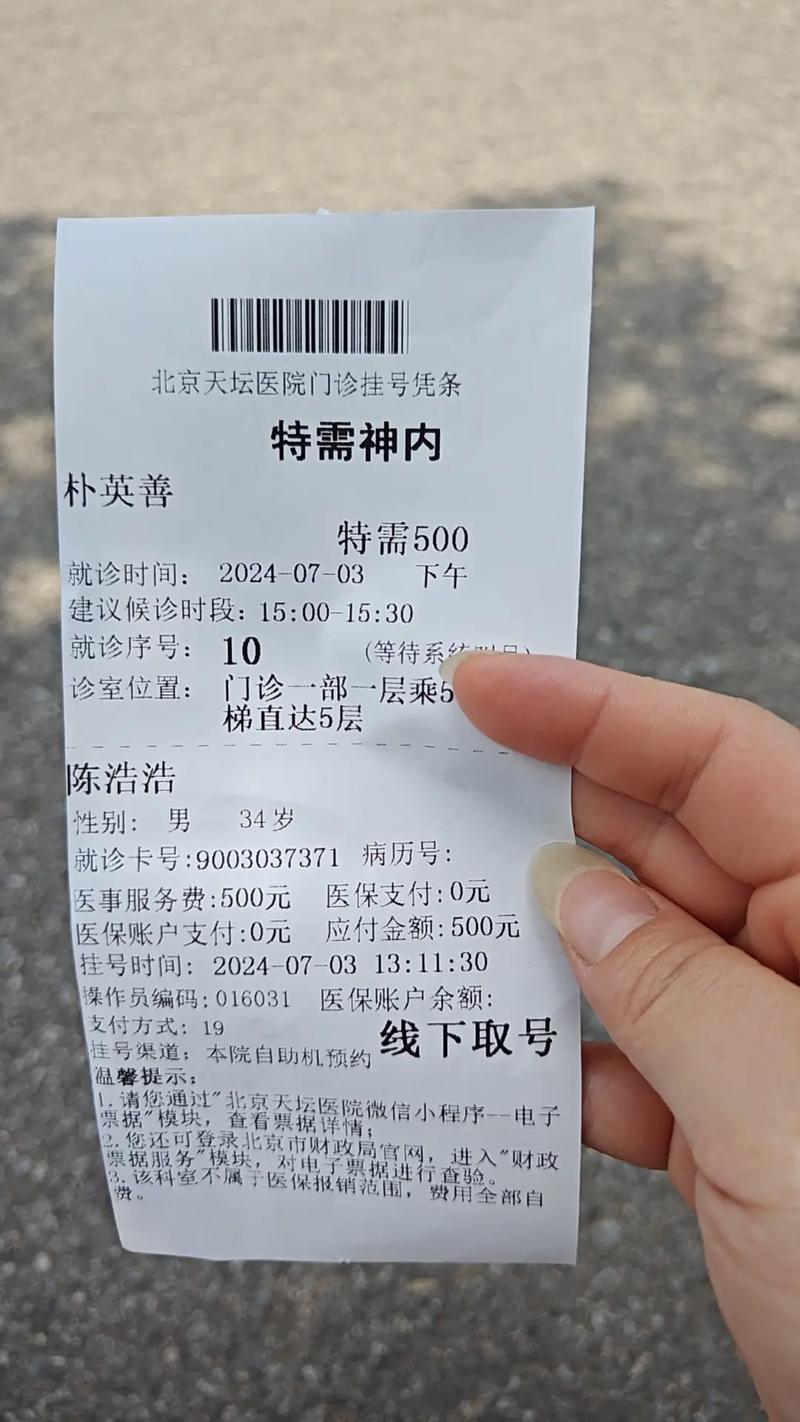 北京天坛医院门诊挂号凭条
特需神内
朴英善
特需500
就诊时间: 2024-07-03 下午
建议候诊时段: 15:00-15:30
就诊序号: 10 (等待系统叫号)
诊室位置: 门诊一部一层乘5
梯直达5层
陈浩浩
性别: 男 34岁
就诊卡号:9003037371 病历号:
医事服务费:500元 医保支付:0元
医保账户支付:0元 应付金额:500元
挂号时间: 2024-07-03 13:11:30
操作员编码:016031 医保账户余额:
支付方式: 19
挂号渠道: 本院自助机预约 线下取号
温馨提示:
1.请您通过"北京天坛医院微信小程序--电子
票据"模块, 查看票据详情;
2.您还可登录北京市财政局官网, 进入"财政
票据服务"模块, 对电子票据进行查验。
3.该科室不属于医保报销范围, 费用全部自
费。